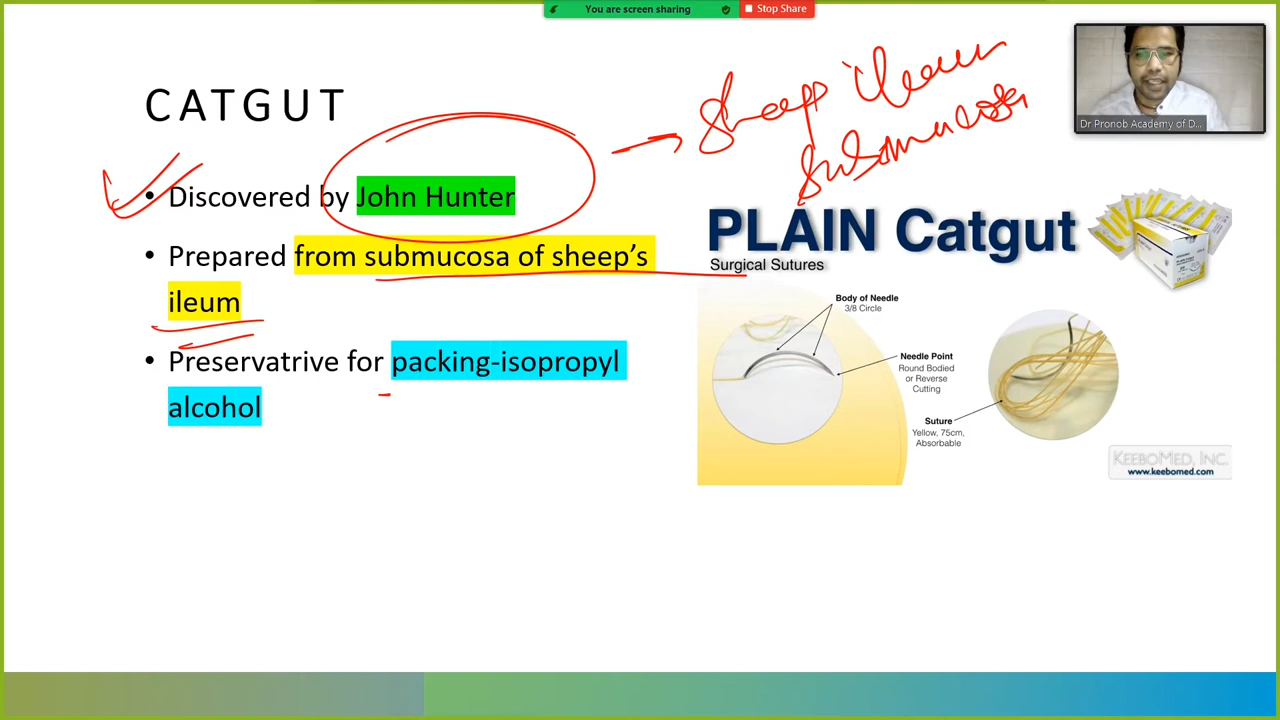 You are screen sharing
Stop Share
CATGUT
Sheep ileum
submucosa
Dr Pronob Academy of D...
• Discovered by John Hunter
• Prepared from submucosa of sheep’s
ileum
• Preservatrive for packing-isopropyl
alcohol
PLAIN Catgut
Surgical Sutures
Body of Needle
3/8 Circle
Needle Point
Round Bodied
or Reverse
Cutting
Suture
Yellow, 75cm,
Absorbable
KEEBOMED, INC.
www.keebomed.com